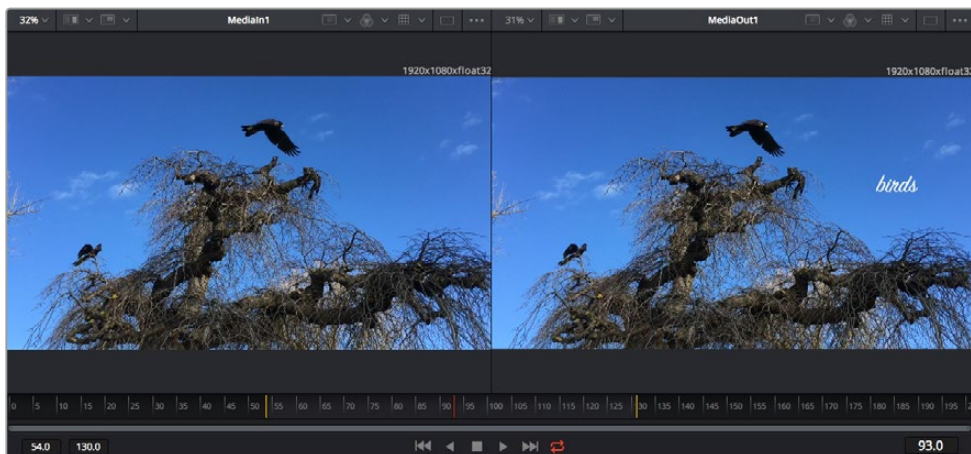 32% MediaIn1
31% MediaOut1
1920x1080xfloat32
1920x1080xfloat32
birds
0 5 10 15 20 25 30 35 40 45 50 55 60 65 70 75 80 85 90 95 100 105 110 115 120 125 30 135 140 145 150 155 160 165 170 175 180 185 190 195
54.0 130.0 93.0